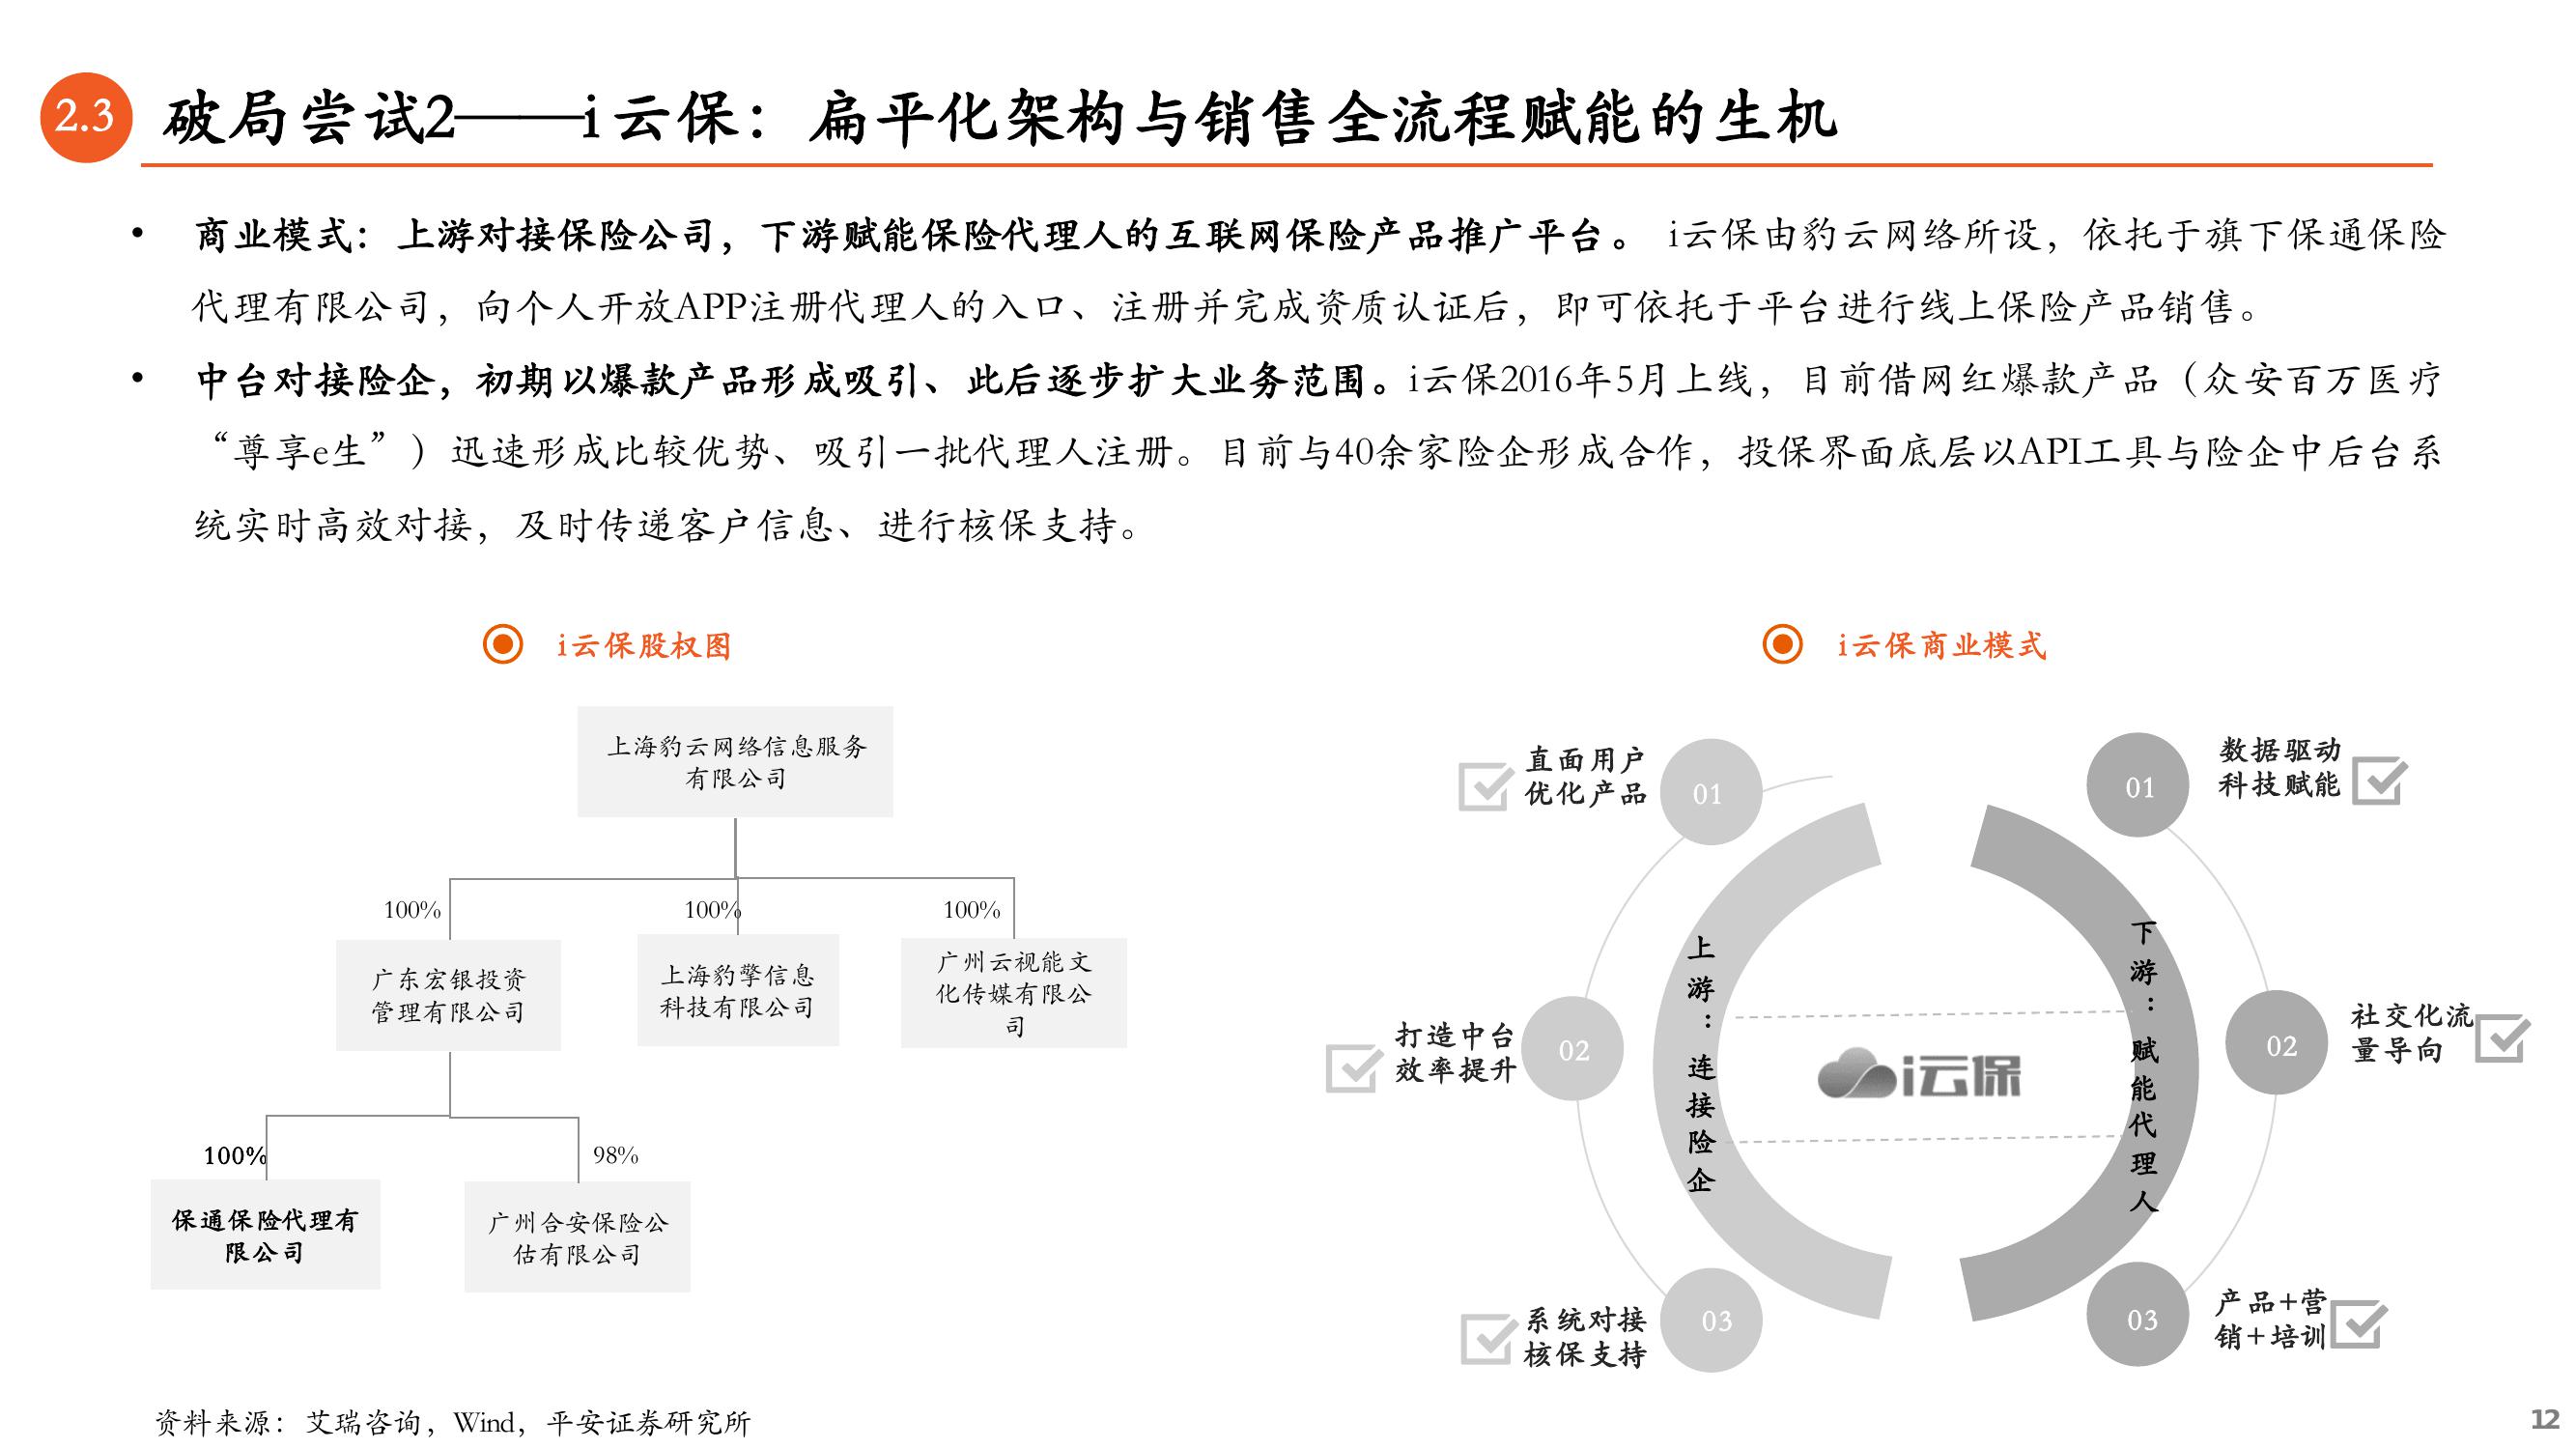 2.3
破局尝试2——i云保：扁平化架构与销售全流程赋能的生机
• 商业模式：上游对接保险公司，下游赋能保险代理人的互联网保险产品推广平台。 i云保由豹云网络所设，依托于旗下保通保险
代理有限公司，向个人开放APP注册代理人的入口、注册并完成资质认证后，即可依托于平台进行线上保险产品销售。
• 中台对接险企，初期以爆款产品形成吸引、此后逐步扩大业务范围。i云保2016年5月上线，目前借网红爆款产品（众安百万医疗
“尊享e生”）迅速形成比较优势、吸引一批代理人注册。目前与40余家险企形成合作，投保界面底层以API工具与险企中后台系
统实时高效对接，及时传递客户信息、进行核保支持。
i云保股权图
上海豹云网络信息服务
有限公司
100%
100%
100%
广东宏银投资
管理有限公司
上海豹擎信息
科技有限公司
广州云视能文
化传媒有限公
司
100%
98%
保通保险代理有
限公司
广州合安保险公
估有限公司
i云保商业模式
直面用户
优化产品
01
打造中台
效率提升
02
系统对接
核保支持
03
上游：连接险企
i云保
下游：赋能代理人
01
数据驱动
科技赋能
02
社交化流
量导向
03
产品+营
销+培训
资料来源：艾瑞咨询，Wind，平安证券研究所
12